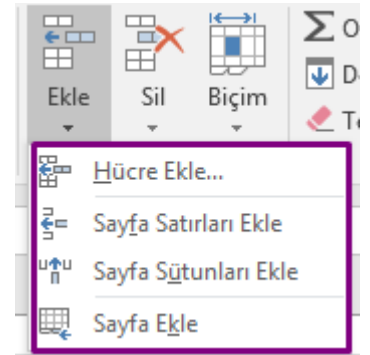 Ekle
Sil
Biçim
Hücre Ekle...
Sayfa Satırları Ekle
Sayfa Sütunları Ekle
Sayfa Ekle